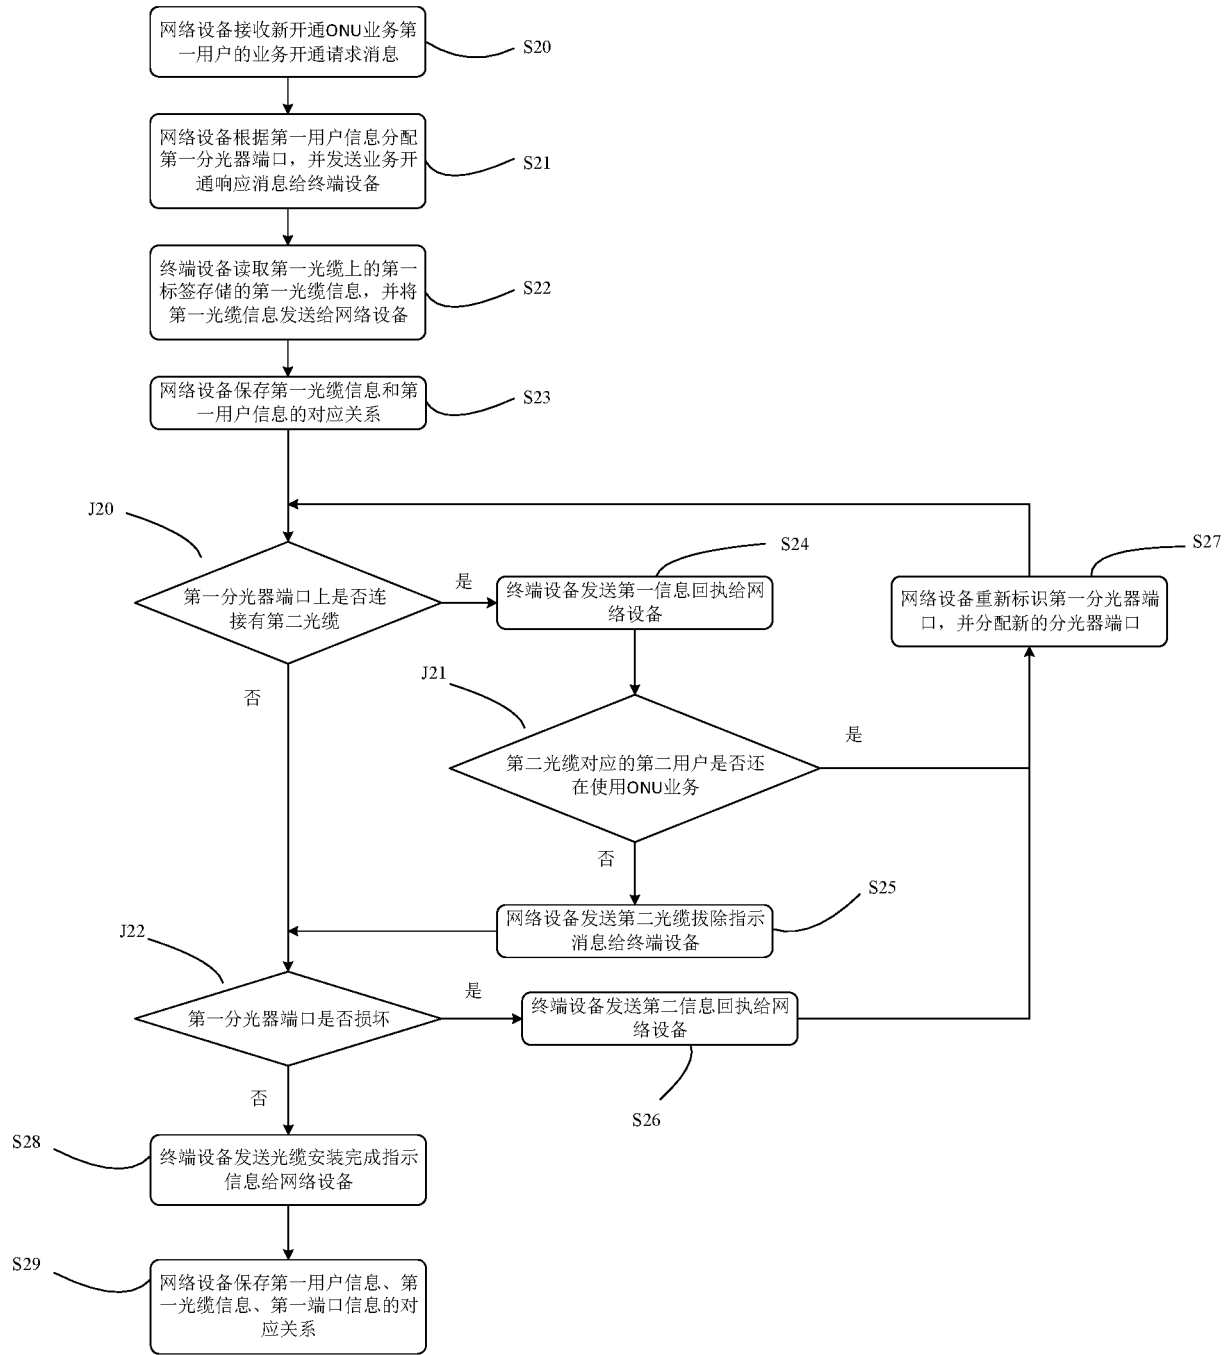 网络设备接收新开通ONU业务第
一用户的业务开通请求消息
S20
网络设备根据第一用户信息分配
第一分光器端口，并发送业务开
通响应消息给终端设备
S21
终端设备读取第一光缆上的第一
标签存储的第一光缆信息，并将
第一光缆信息发送给网络设备
S22
网络设备保存第一光缆信息和第
一用户信息的对应关系
S23
J20
第一分光器端口上是否连
接有第二光缆
是
否
S24
终端设备发送第一信息回执给网
络设备
S27
网络设备重新标识第一分光器端
口，并分配新的分光器端口
J21
第二光缆对应的第二用户是否还
在使用ONU业务
是
否
S25
网络设备发送第二光缆拔除指示
消息给终端设备
J22
第一分光器端口是否损坏
是
否
终端设备发送第二信息回执给网
络设备
S26
S28
终端设备发送光缆安装完成指示
信息给网络设备
S29
网络设备保存第一用户信息、第
一光缆信息、第一端口信息的对
应关系